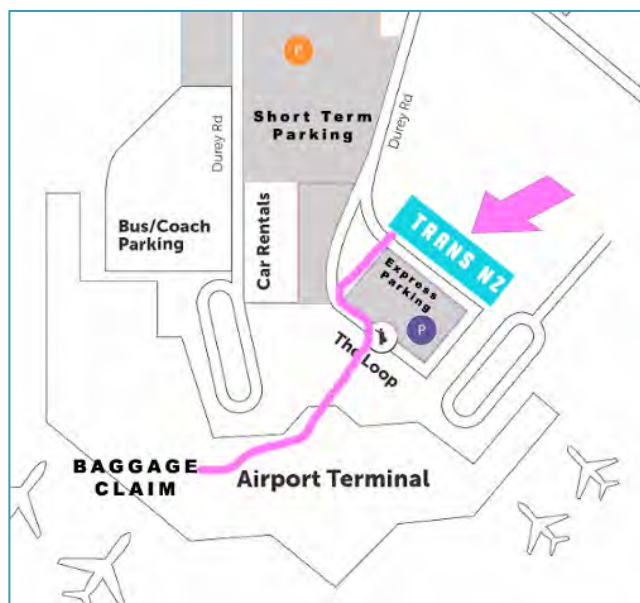 P
Short Term
Parking
Durey Rd
Durey Rd
Bus/Coach
Parking
Car Rentals
TRANS NZ
Express
Parking
P
The Loop
BAGGAGE
CLAIM
Airport Terminal